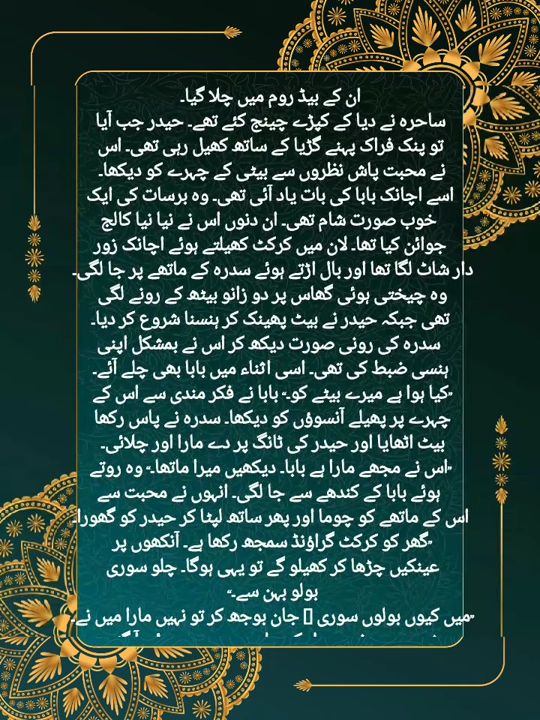 ان کے بیڈ روم میں چلا گیا۔
ساحرہ نے دیا کے کپڑے چینج کئے تھے۔ حیدر جب آیا
تو پنک فراک پہنے گڑیا کے ساتھ کھیل رہی تھی۔ اس
نے محبت پاش نظروں سے بیٹی کے چہرے کو دیکھا۔
اسے اچانک بابا کی بات یاد آئی تھی۔ وہ برسات کی ایک
خوب صورت شام تھی۔ ان دنوں اس نے نیا نیا کالج
جوائن کیا تھا۔ لان میں کرکٹ کھیلتے ہوئے اچانک زور
دار شاٹ لگا تھا اور بال اڑتے ہوئے سدرہ کے ماتھے پر جا لگی۔
وہ چیختی ہوئی گھاس پر دو زانو بیٹھ کے رونے لگی
تھی جبکہ حیدر نے بیٹ پھینک کر ہنسنا شروع کر دیا۔
سدرہ کی رونی صورت دیکھ کر اس نے بمشکل اپنی
ہنسی ضبط کی تھی۔ اسی اثناء میں بابا بھی چلے آئے۔
”کیا ہوا ہے میرے بیٹے کو۔“ بابا نے فکر مندی سے اس کے
چہرے پر پھیلے آنسوؤں کو دیکھا۔ سدرہ نے پاس رکھا
بیٹ اٹھایا اور حیدر کی ٹانگ پر دے مارا اور چلائی۔
”اس نے مجھے مارا ہے بابا۔ دیکھیں میرا ماتھا۔“ وہ روتے
ہوئے بابا کے کندھے سے جا لگی۔ انہوں نے محبت سے
اس کے ماتھے کو چوما اور پھر ساتھ لپٹا کر حیدر کو گھورا۔
”گھر کو کرکٹ گراؤنڈ سمجھ رکھا ہے۔ آنکھوں پر
عینکیں چڑھا کر کھیلو گے تو یہی ہوگا۔ چلو سوری
بولو بہن سے۔“
”میں کیوں بولوں سوری جان بوجھ کر تو نہیں مارا میں نے۔